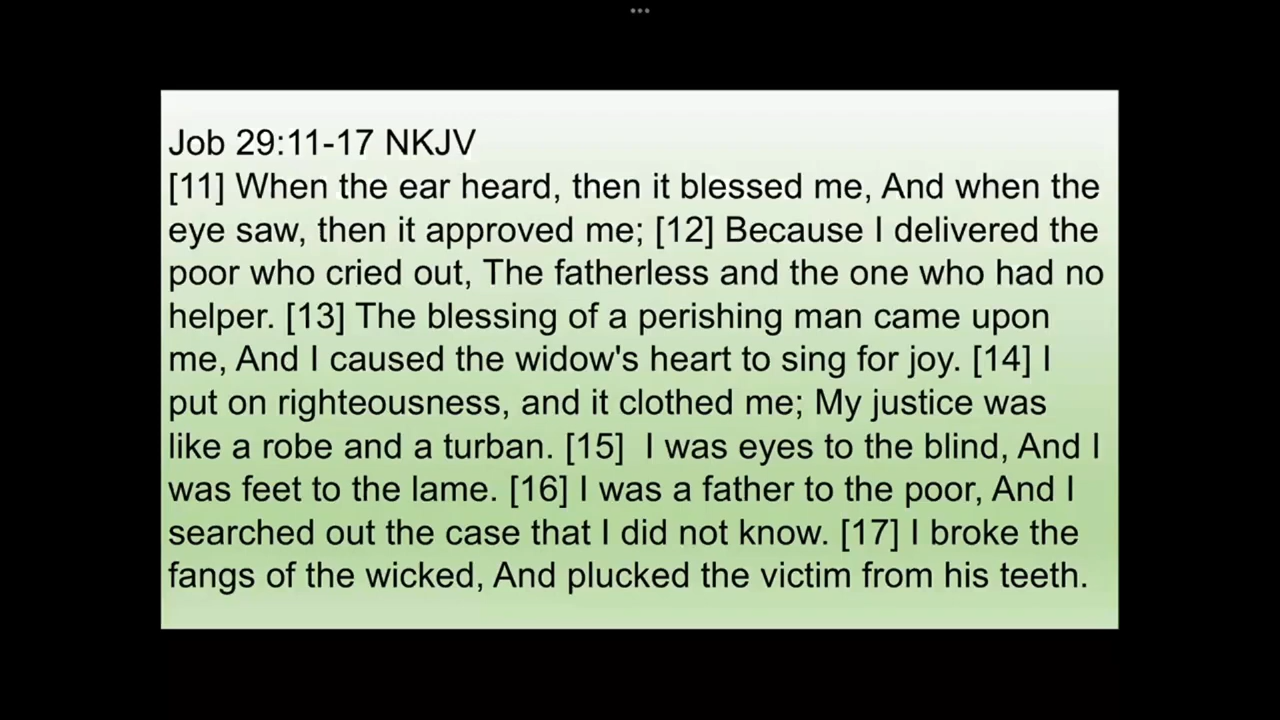 Job 29:11-17 NKJV
[11] When the ear heard, then it blessed me, And when the
eye saw, then it approved me; [12] Because I delivered the
poor who cried out, The fatherless and the one who had no
helper. [13] The blessing of a perishing man came upon
me, And I caused the widow's heart to sing for joy. [14] I
put on righteousness, and it clothed me; My justice was
like a robe and a turban. [15]  I was eyes to the blind, And I
was feet to the lame. [16] I was a father to the poor, And I
searched out the case that I did not know. [17] I broke the
fangs of the wicked, And plucked the victim from his teeth.